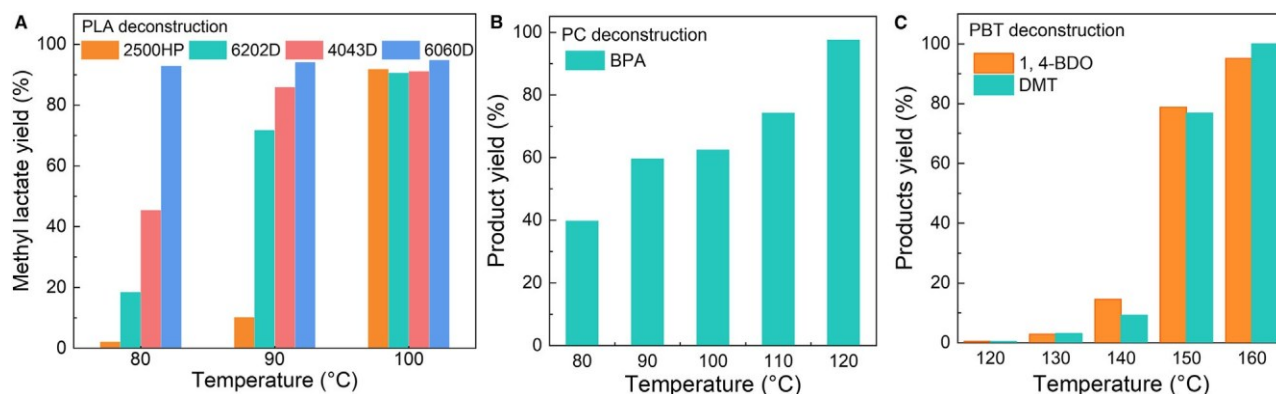 A
PLA deconstruction
2500HP 6202D 4043D 6060D
Methyl lactate yield (%)
100
80
60
40
20
0
80 90 100
Temperature (°C)
B
PC deconstruction
BPA
Product yield (%)
100
80
60
40
20
0
80 90 100 110 120
Temperature (°C)
C
PBT deconstruction
1, 4-BDO
DMT
Products yield (%)
100
80
60
40
20
0
120 130 140 150 160
Temperature (°C)